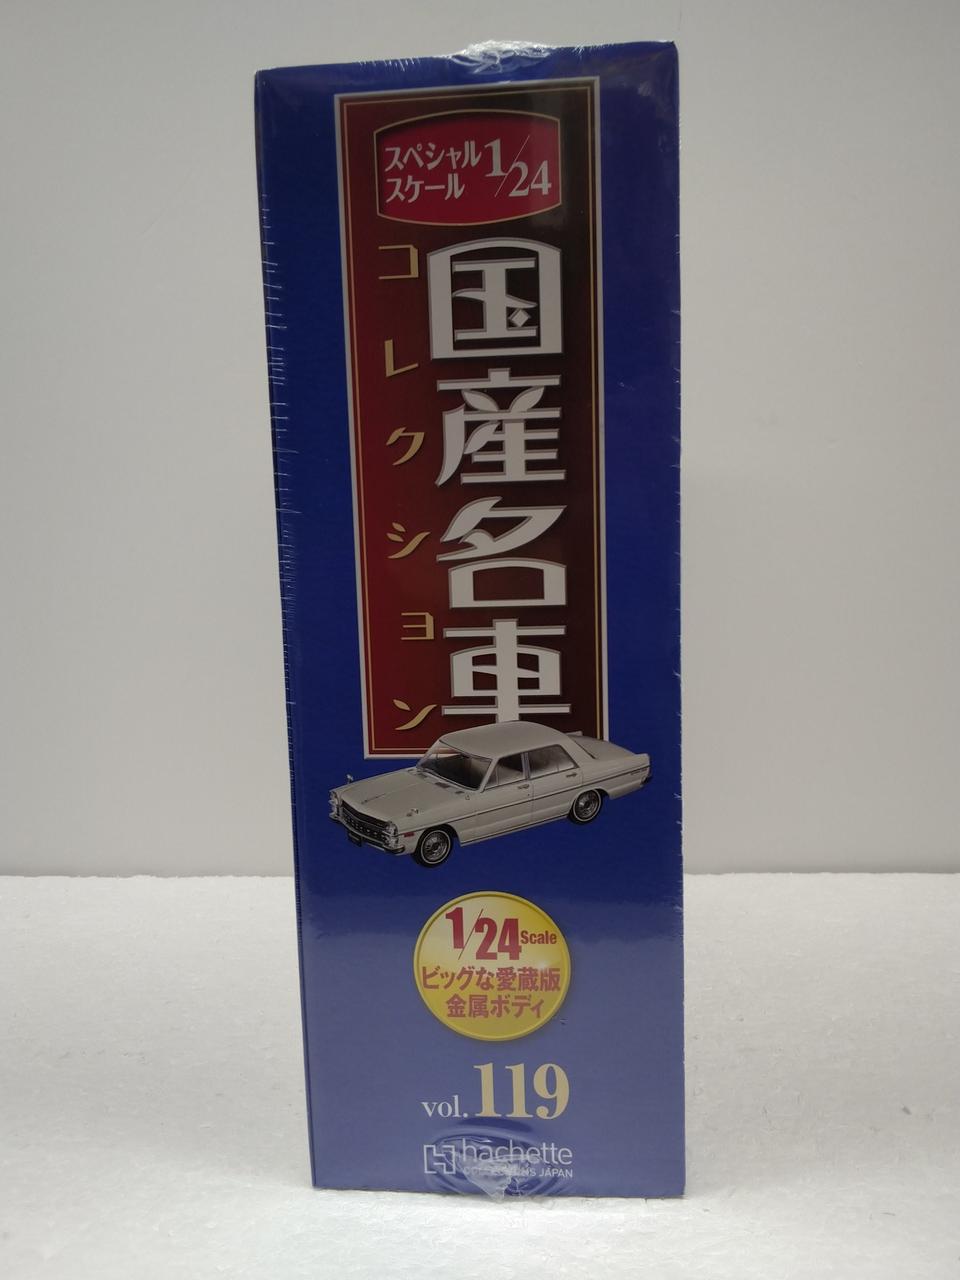 スペシャル
スケール
1/24
国産名車
コレクション
1/24 Scale
ビッグな愛蔵版
金属ボディ
vol. 119
hachette
COLLECTIONS JAPAN